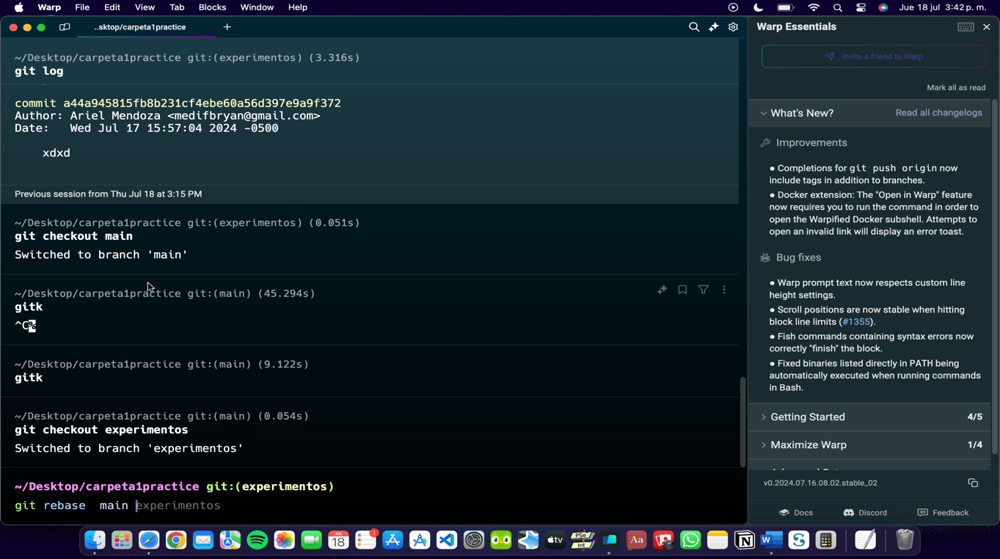 Warp File Edit View Tab Blocks Window Help Jue 18 jul 3:42 p. m.
..sktop/carpeta1practice
Warp Essentials
~/Desktop/carpeta1practice git:(experimentos) (3.316s)
git log
commit a44a945815fb8b231cf4ebe60a56d397e9a9f372
Author: Ariel Mendoza <medifbryan@gmail.com>
Date:   Wed Jul 17 15:57:04 2024 -0500
xdxd
Previous session from Thu Jul 18 at 3:15 PM
~/Desktop/carpeta1practice git:(experimentos) (0.051s)
git checkout main
Switched to branch 'main'
~/Desktop/carpeta1practice git:(main) (45.294s)
gitk
^C%
~/Desktop/carpeta1practice git:(main) (9.122s)
gitk
~/Desktop/carpeta1practice git:(main) (0.054s)
git checkout experimentos
Switched to branch 'experimentos'
~/Desktop/carpeta1practice git:(experimentos)
git rebase  main experimentos
Invite a friend to Warp
Mark all as read
What's New? Read all changelogs
Improvements
• Completions for git push origin now
include tags in addition to branches.
• Docker extension: The "Open in Warp" feature
now requires you to run the command in order to
open the Warpified Docker subshell. Attempts to
open an invalid link will display an error toast.
Bug fixes
• Warp prompt text now respects custom line
height settings.
• Scroll positions are now stable when hitting
block line limits (#1355).
• Fish commands containing syntax errors now
correctly "finish" the block.
• Fixed binaries listed directly in PATH being
automatically executed when running commands
in Bash.
Getting Started 4/5
Maximize Warp 1/4
v0.2024.07.16.08.02.stable_02
Docs Discord Feedback
JUL
18
1
tv
PSe
Int
Aa
N
W
S